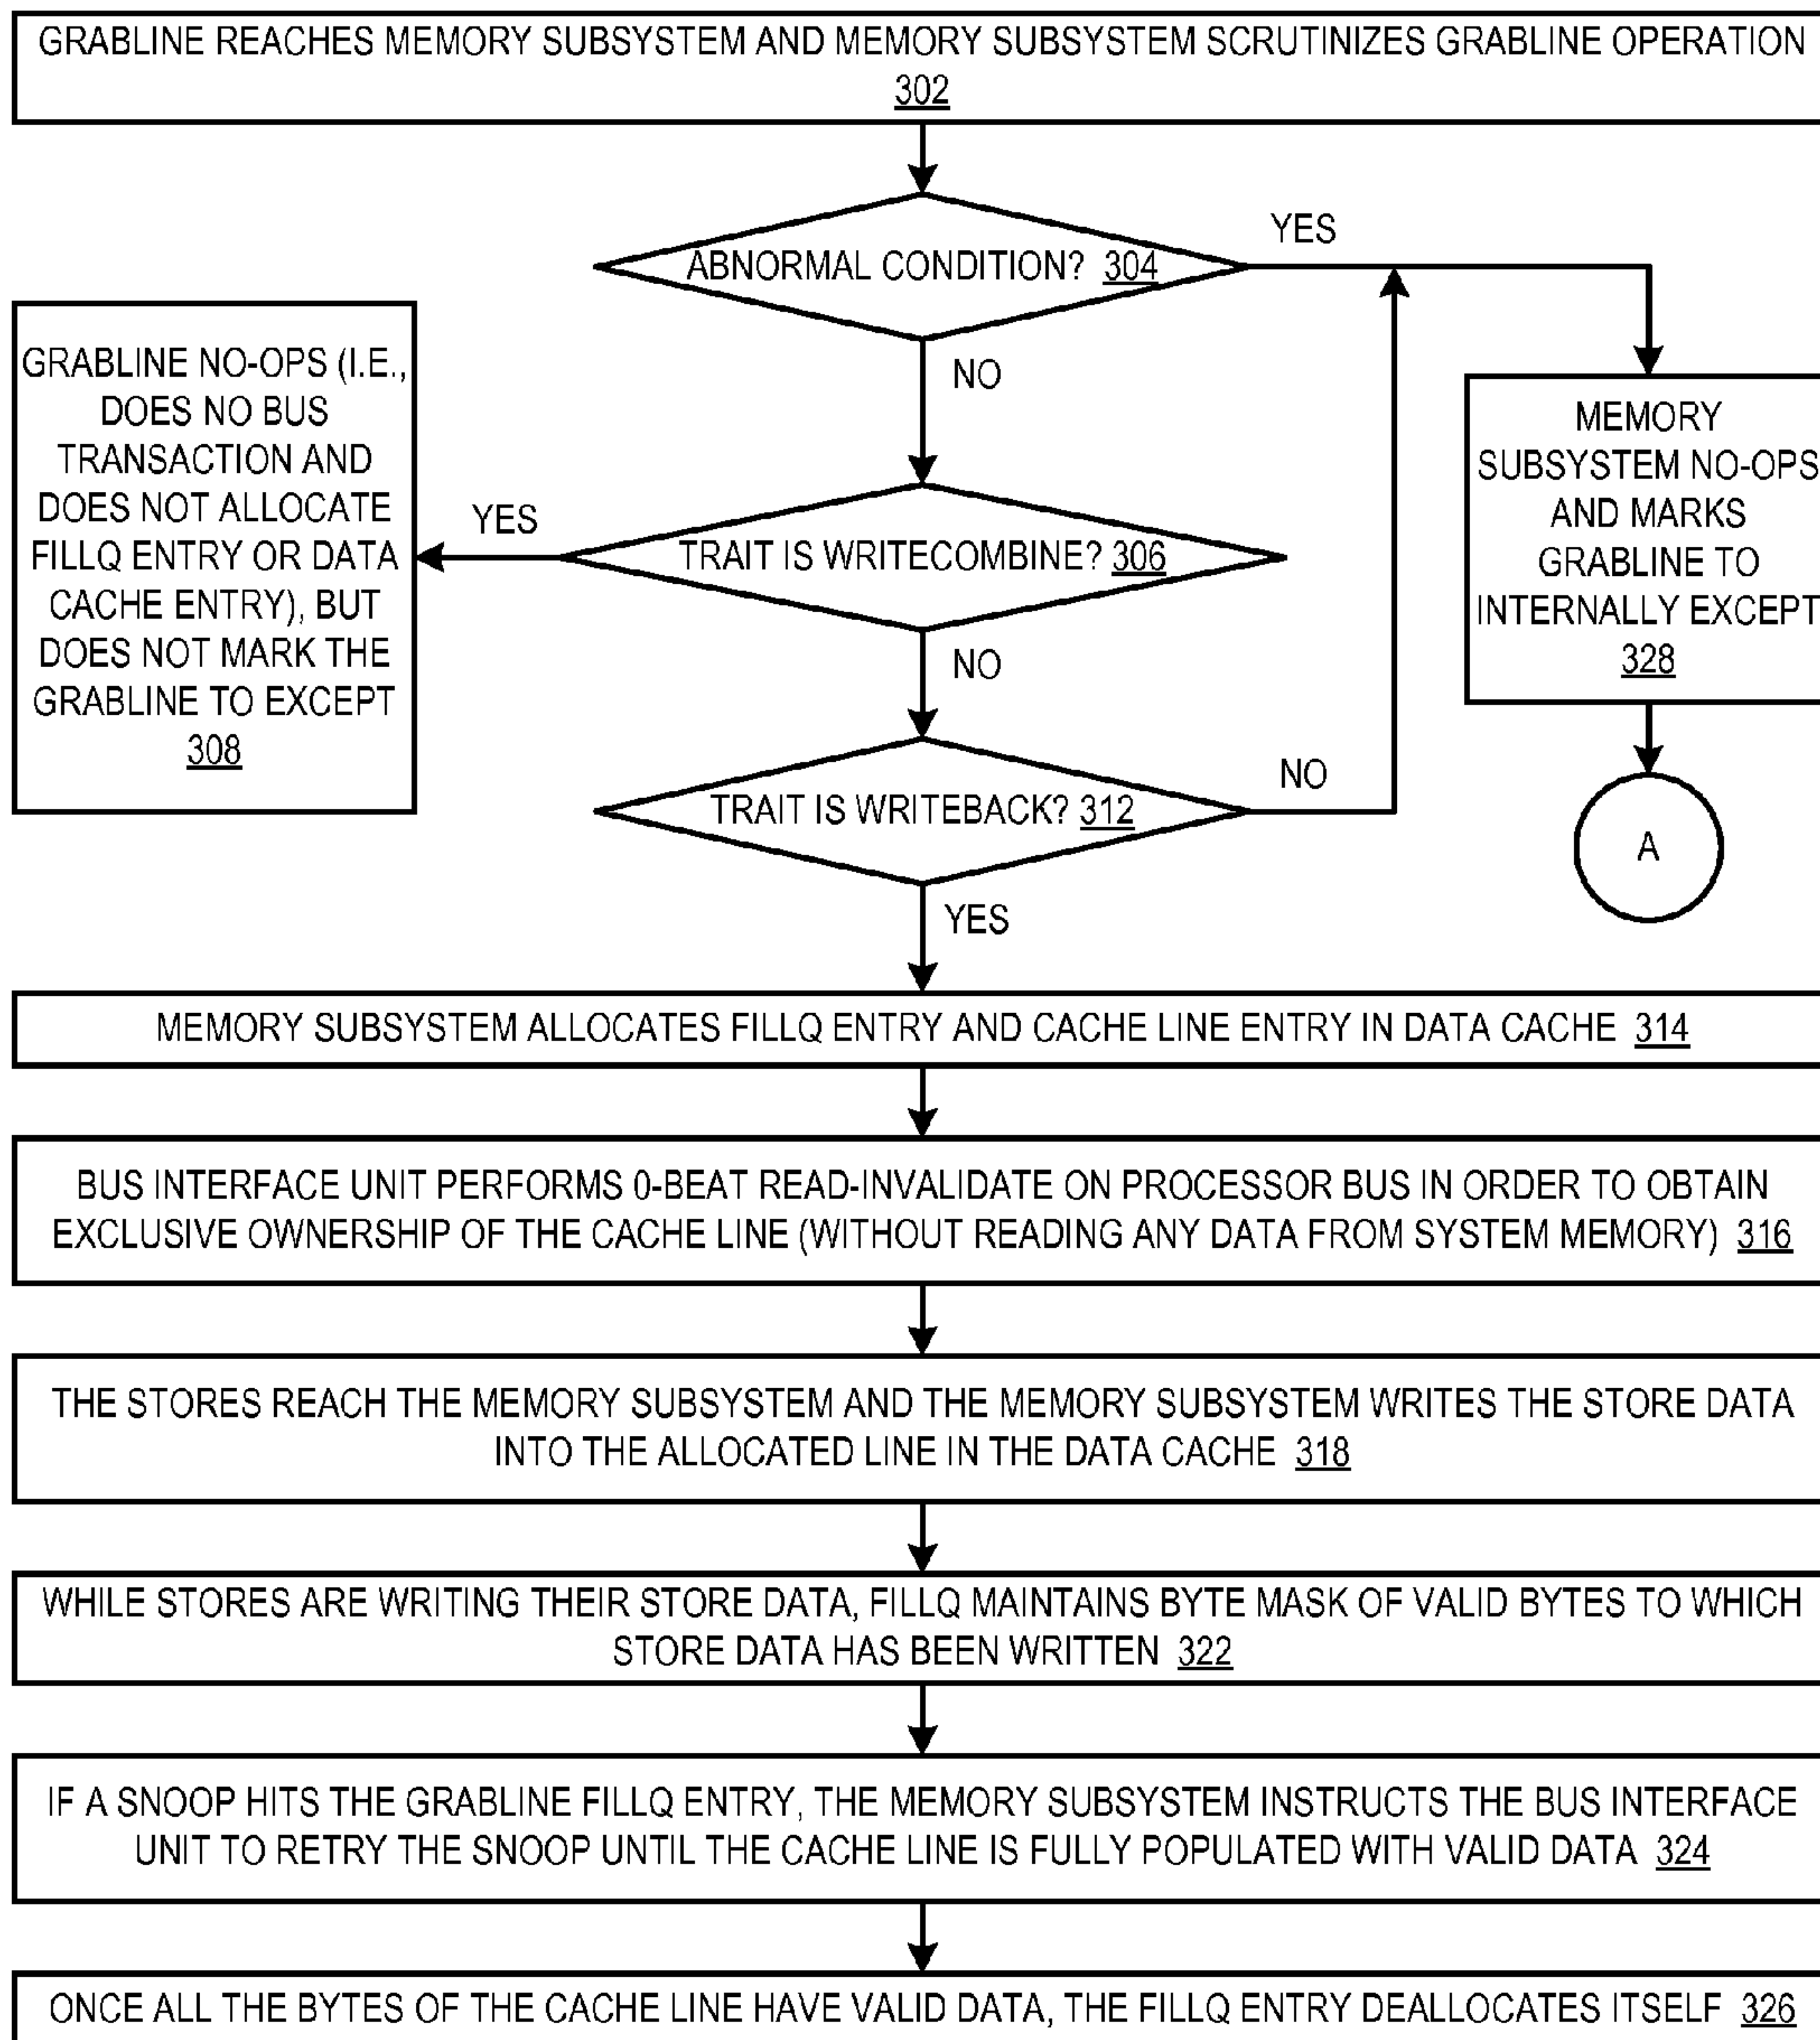 GRABLINE REACHES MEMORY SUBSYSTEM AND MEMORY SUBSYSTEM SCRUTINIZES GRABLINE OPERATION
302
ABNORMAL CONDITION? 304
YES
NO
GRABLINE NO-OPS (I.E.,
DOES NO BUS
TRANSACTION AND
DOES NOT ALLOCATE
FILLQ ENTRY OR DATA
CACHE ENTRY), BUT
DOES NOT MARK THE
GRABLINE TO EXCEPT
308
YES
TRAIT IS WRITECOMBINE? 306
NO
MEMORY
SUBSYSTEM NO-OPS
AND MARKS
GRABLINE TO
INTERNALLY EXCEPT
328
TRAIT IS WRITEBACK? 312
NO
A
YES
MEMORY SUBSYSTEM ALLOCATES FILLQ ENTRY AND CACHE LINE ENTRY IN DATA CACHE 314
BUS INTERFACE UNIT PERFORMS 0-BEAT READ-INVALIDATE ON PROCESSOR BUS IN ORDER TO OBTAIN
EXCLUSIVE OWNERSHIP OF THE CACHE LINE (WITHOUT READING ANY DATA FROM SYSTEM MEMORY) 316
THE STORES REACH THE MEMORY SUBSYSTEM AND THE MEMORY SUBSYSTEM WRITES THE STORE DATA
INTO THE ALLOCATED LINE IN THE DATA CACHE 318
WHILE STORES ARE WRITING THEIR STORE DATA, FILLQ MAINTAINS BYTE MASK OF VALID BYTES TO WHICH
STORE DATA HAS BEEN WRITTEN 322
IF A SNOOP HITS THE GRABLINE FILLQ ENTRY, THE MEMORY SUBSYSTEM INSTRUCTS THE BUS INTERFACE
UNIT TO RETRY THE SNOOP UNTIL THE CACHE LINE IS FULLY POPULATED WITH VALID DATA 324
ONCE ALL THE BYTES OF THE CACHE LINE HAVE VALID DATA, THE FILLQ ENTRY DEALLOCATES ITSELF 326